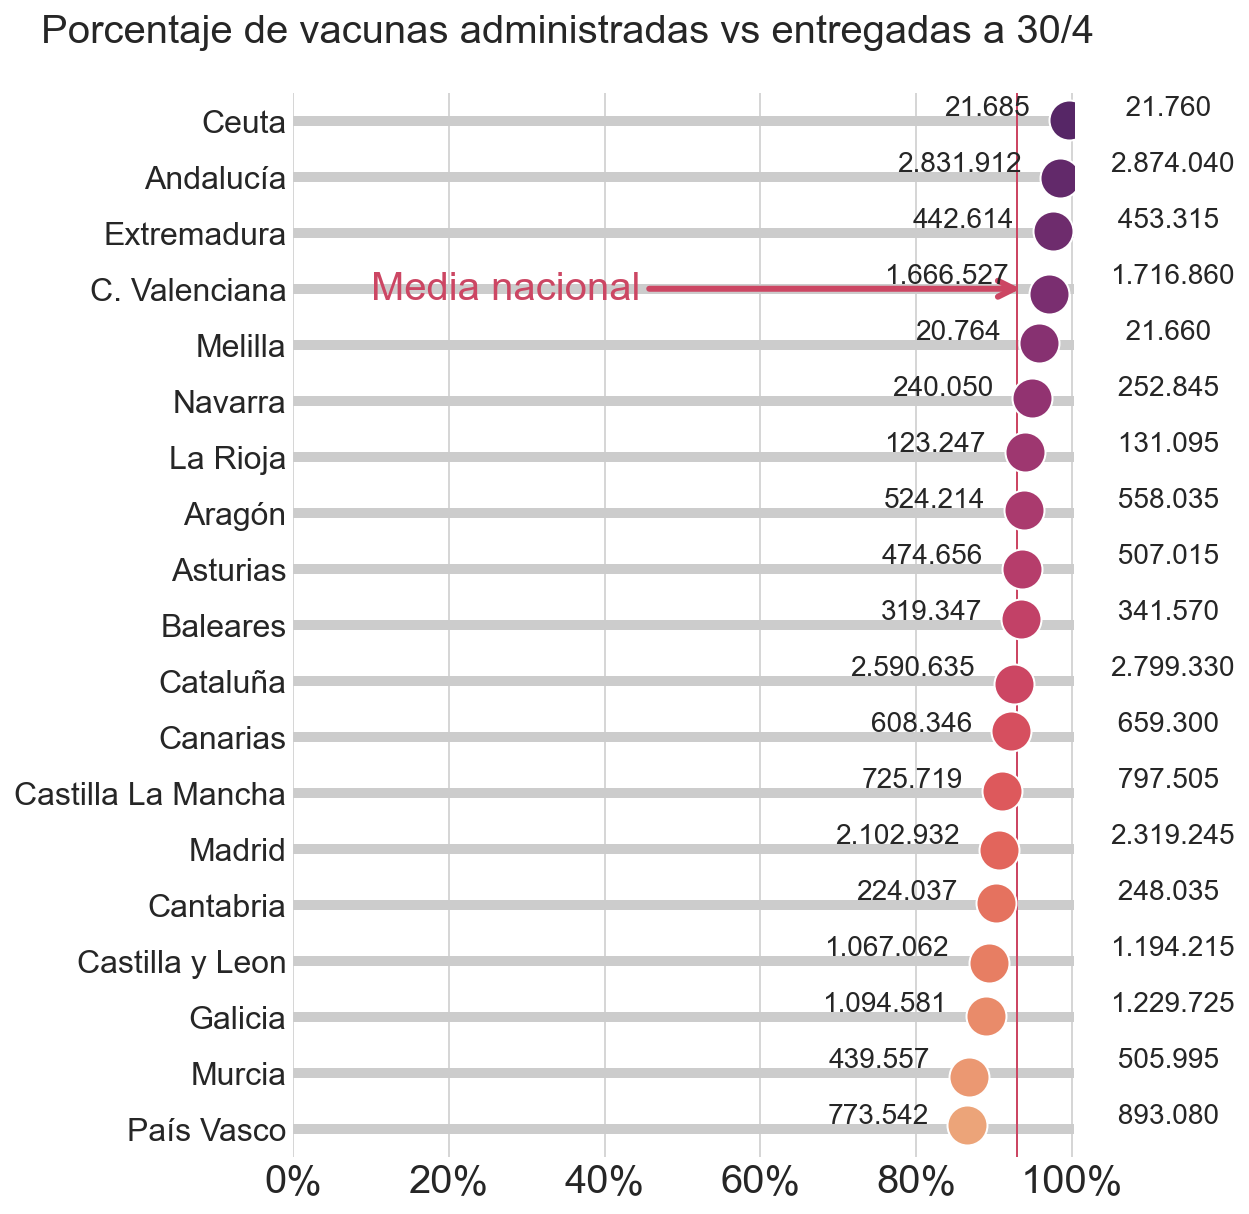 Porcentaje de vacunas administradas vs entregadas a 30/4
Ceuta 21.685 21.760
Andalucía 2.831.912 2.874.040
Extremadura 442.614 453.315
C. Valenciana Media nacional 1.666.527 1.716.860
Melilla 20.764 21.660
Navarra 240.050 252.845
La Rioja 123.247 131.095
Aragón 524.214 558.035
Asturias 474.656 507.015
Baleares 319.347 341.570
Cataluña 2.590.635 2.799.330
Canarias 608.346 659.300
Castilla La Mancha 725.719 797.505
Madrid 2.102.932 2.319.245
Cantabria 224.037 248.035
Castilla y Leon 1.067.062 1.194.215
Galicia 1.094.581 1.229.725
Murcia 439.557 505.995
País Vasco 773.542 893.080
0% 20% 40% 60% 80% 100%